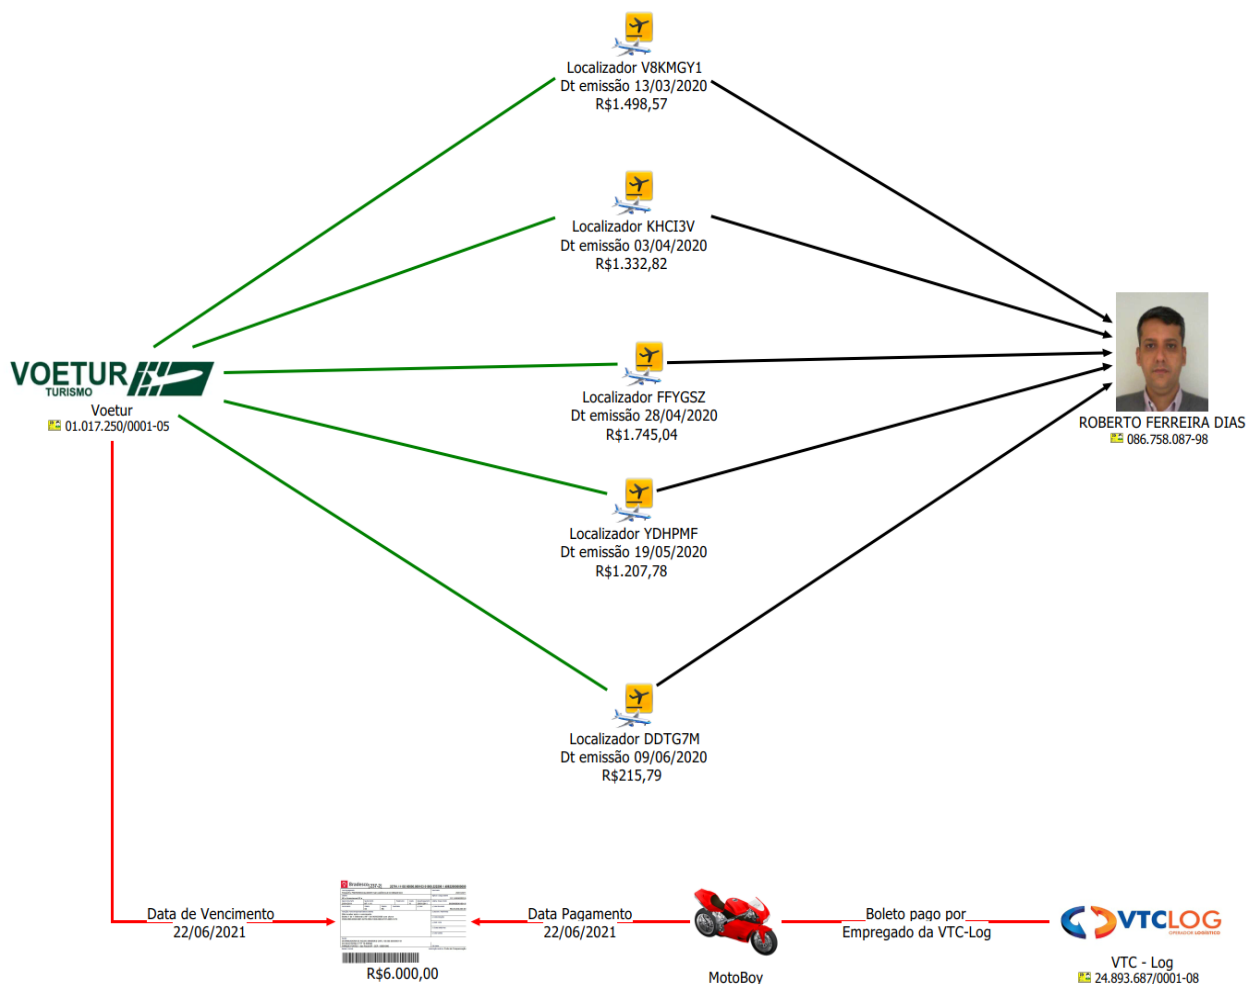 Localizador V8KMGY1
Dt emissão 13/03/2020
R$1.498,57
Localizador KHCI3V
Dt emissão 03/04/2020
R$1.332,82
VOETUR
TURISMO
Voetur
01.017.250/0001-05
Localizador FFYGSZ
Dt emissão 28/04/2020
R$1.745,04
ROBERTO FERREIRA DIAS
086.758.087-98
Localizador YDHPMF
Dt emissão 19/05/2020
R$1.207,78
Localizador DDTG7M
Dt emissão 09/06/2020
R$215,79
Data de Vencimento
22/06/2021
Bradesco
R$6.000,00
Data Pagamento
22/06/2021
MotoBoy
Boleto pago por
Empregado da VTC-Log
VTCLOG
OPERADOR LOGÍSTICO
VTC - Log
24.893.687/0001-08